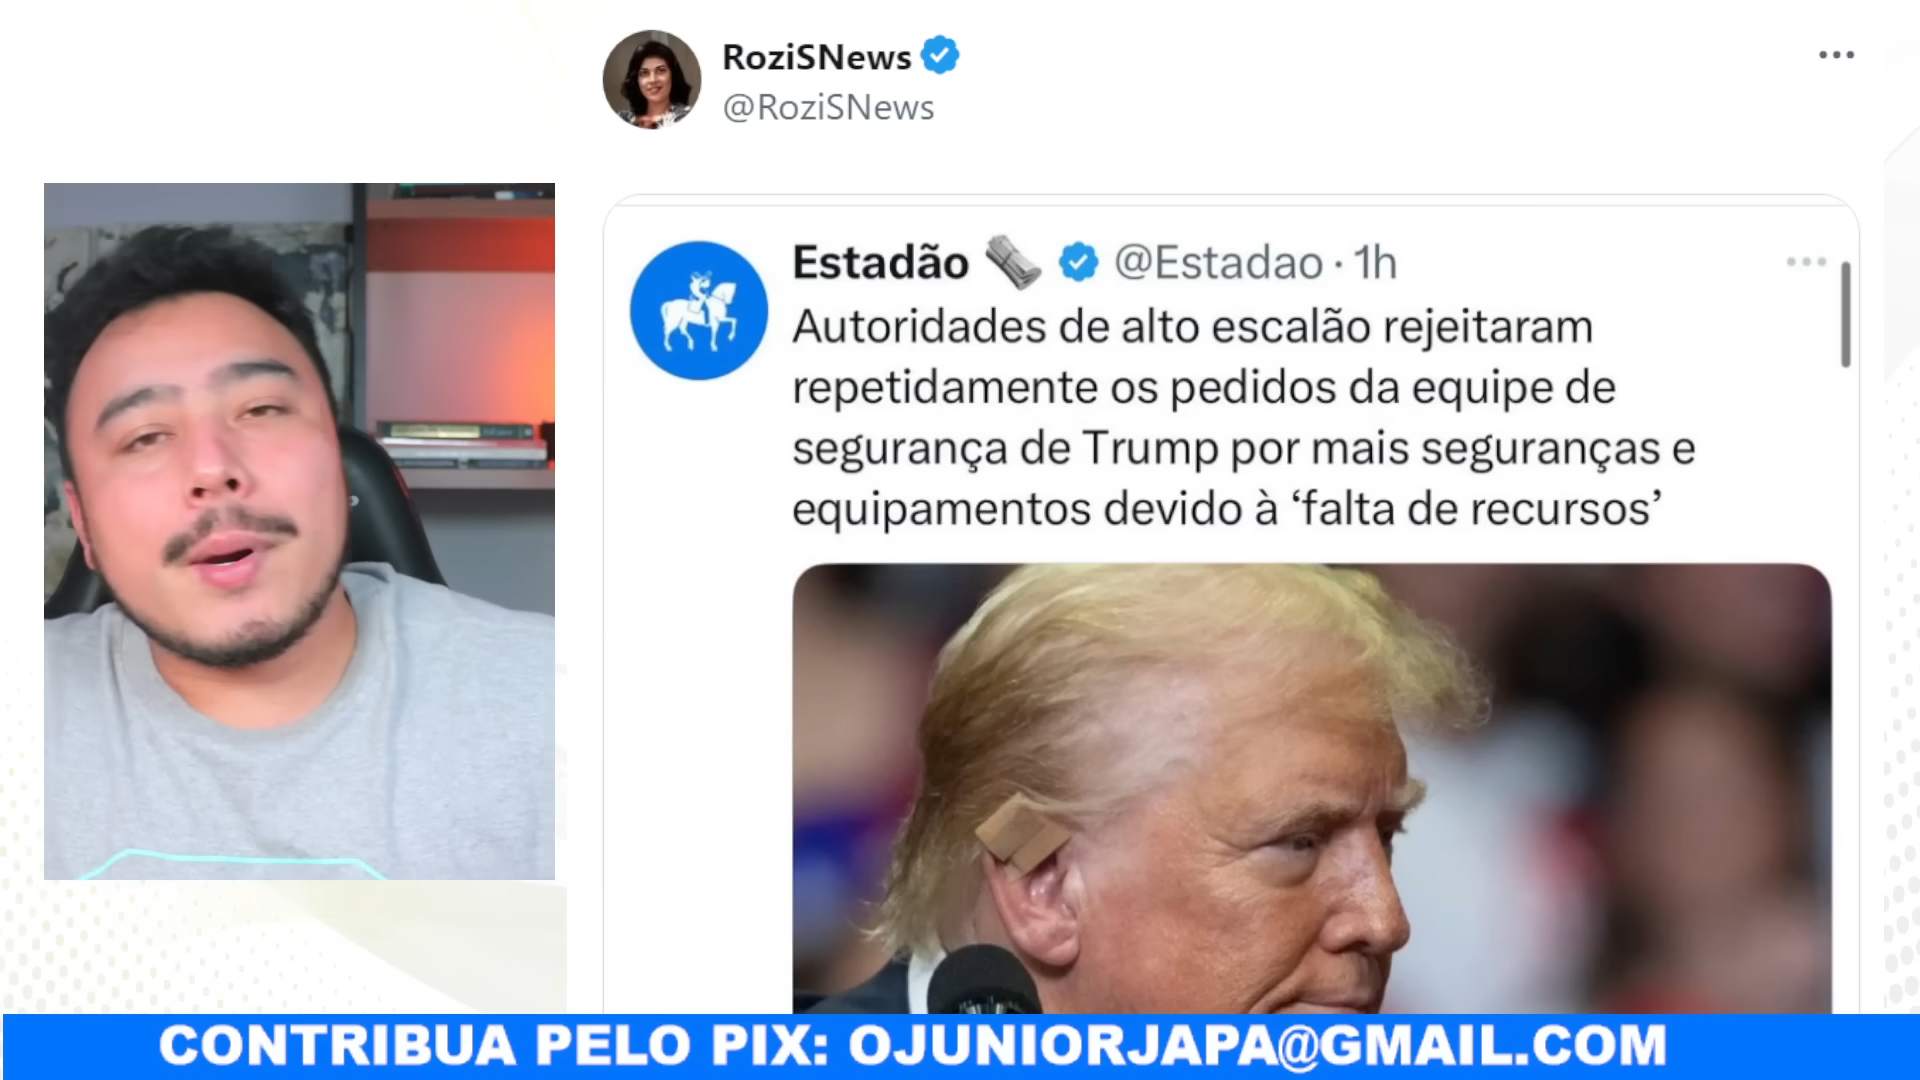 RoziSNews
@RoziSNews
Estadão @Estadao · 1h
Autoridades de alto escalão rejeitaram
repetidamente os pedidos da equipe de
segurança de Trump por mais seguranças e
equipamentos devido à ‘falta de recursos’
CONTRIBUA PELO PIX: OJUNIORJAPA@GMAIL.COM